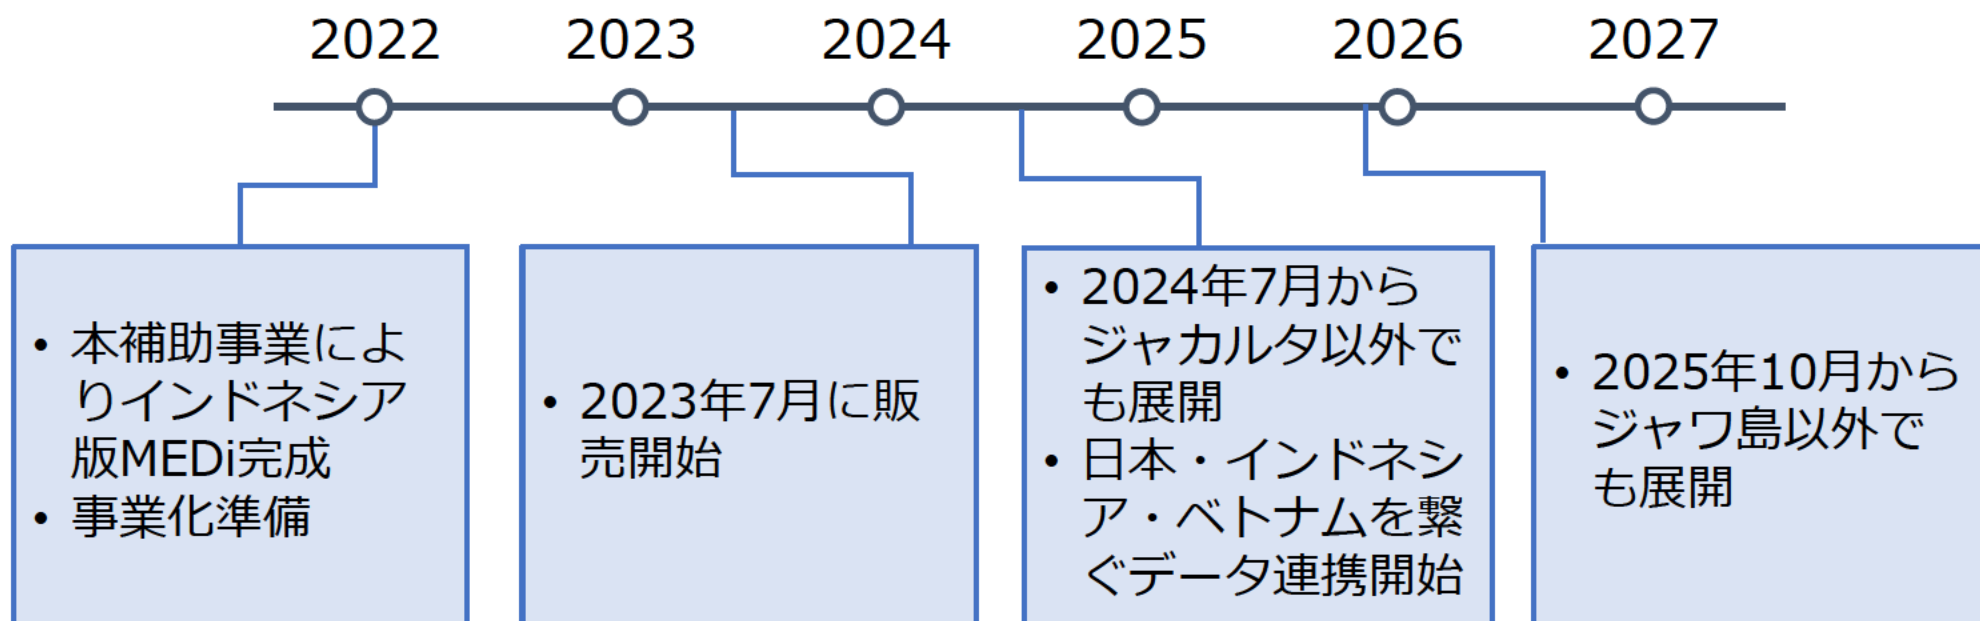 2022 2023 2024 2025 2026 2027
• 本補助事業によ
りインドネシア
版MEDi完成
• 事業化準備
• 2023年7月に販
売開始
• 2024年7月から
ジャカルタ以外で
も展開
• 日本・インドネシ
ア・ベトナムを繋
ぐデータ連携開始
• 2025年10月から
ジャワ島以外で
も展開